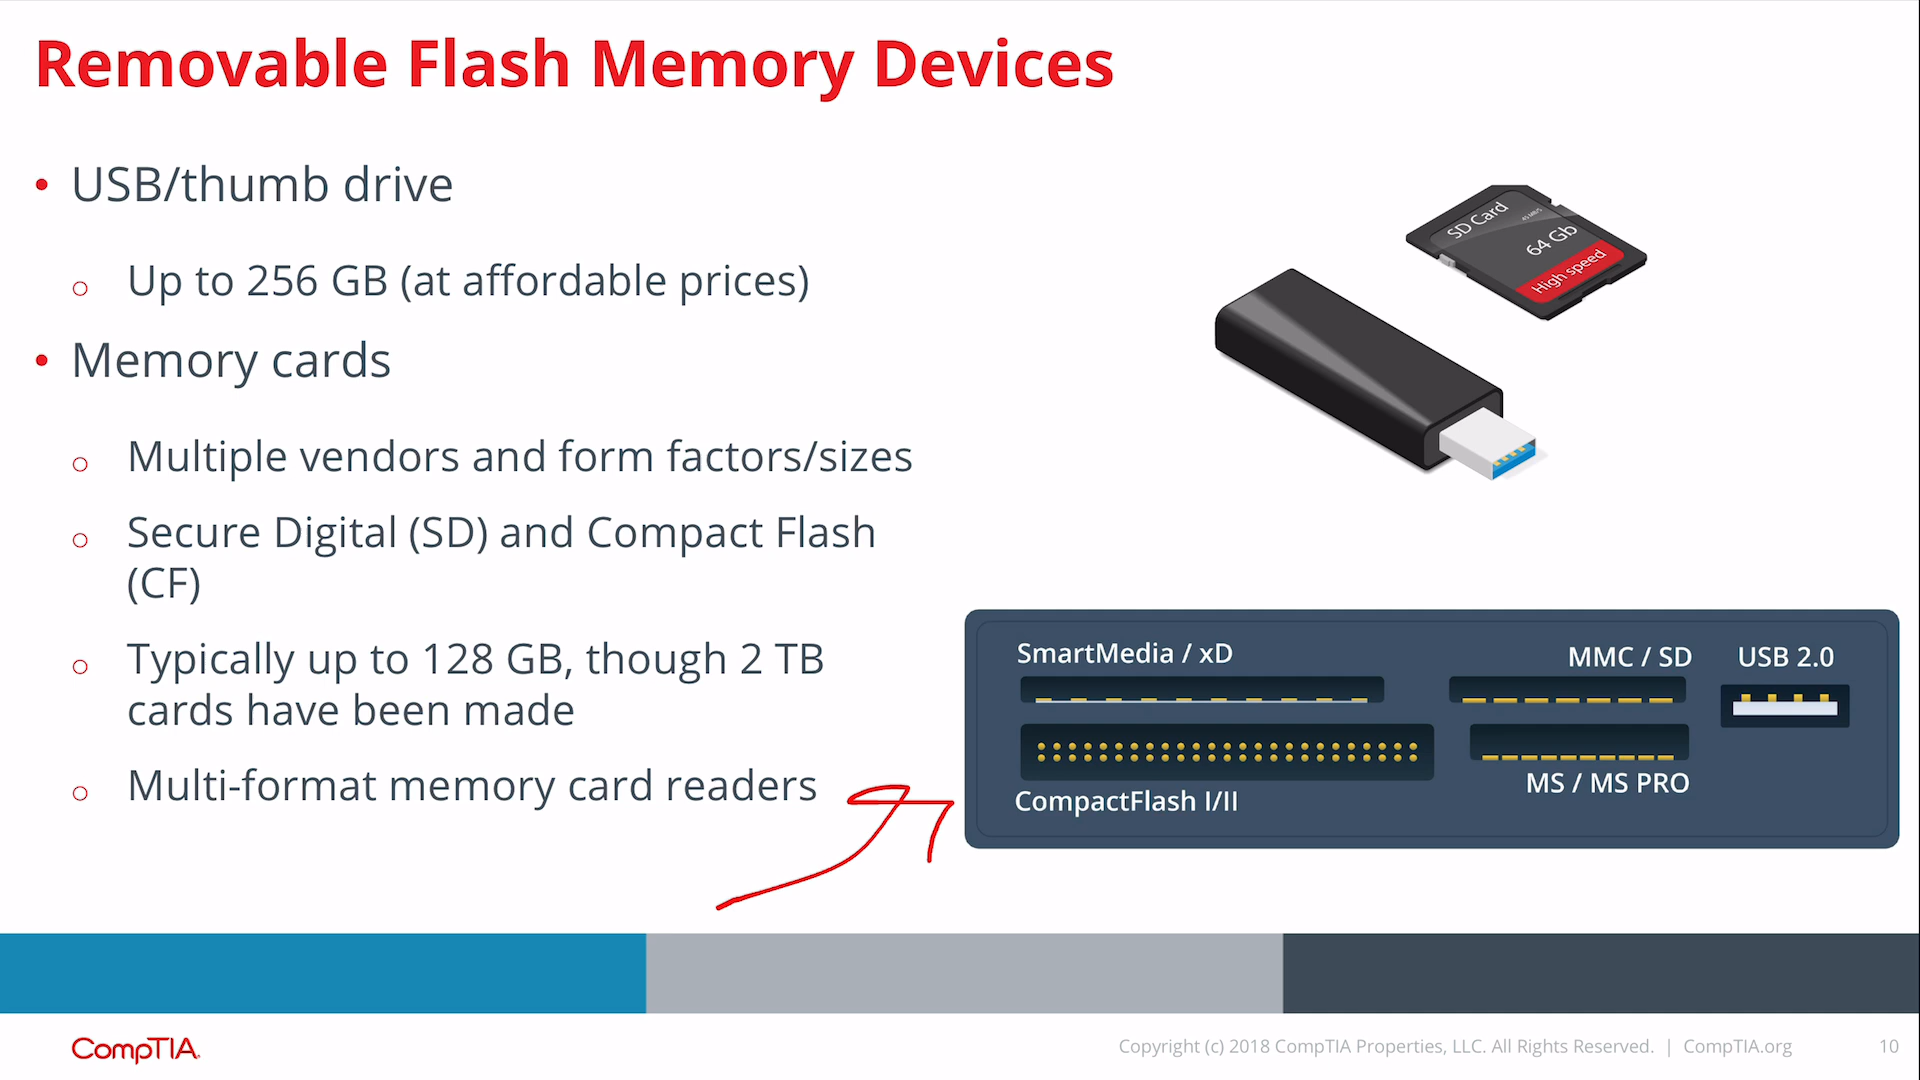 Removable Flash Memory Devices
• USB/thumb drive
o Up to 256 GB (at affordable prices)
• Memory cards
o Multiple vendors and form factors/sizes
o Secure Digital (SD) and Compact Flash
(CF)
o Typically up to 128 GB, though 2 TB
cards have been made
o Multi-format memory card readers
SD Card
45 MB/S
64 Gb
High speed
SmartMedia / xD
MMC / SD
USB 2.0
CompactFlash I/II
MS / MS PRO
CompTIA.
Copyright (c) 2018 CompTIA Properties, LLC. All Rights Reserved. | CompTIA.org
10